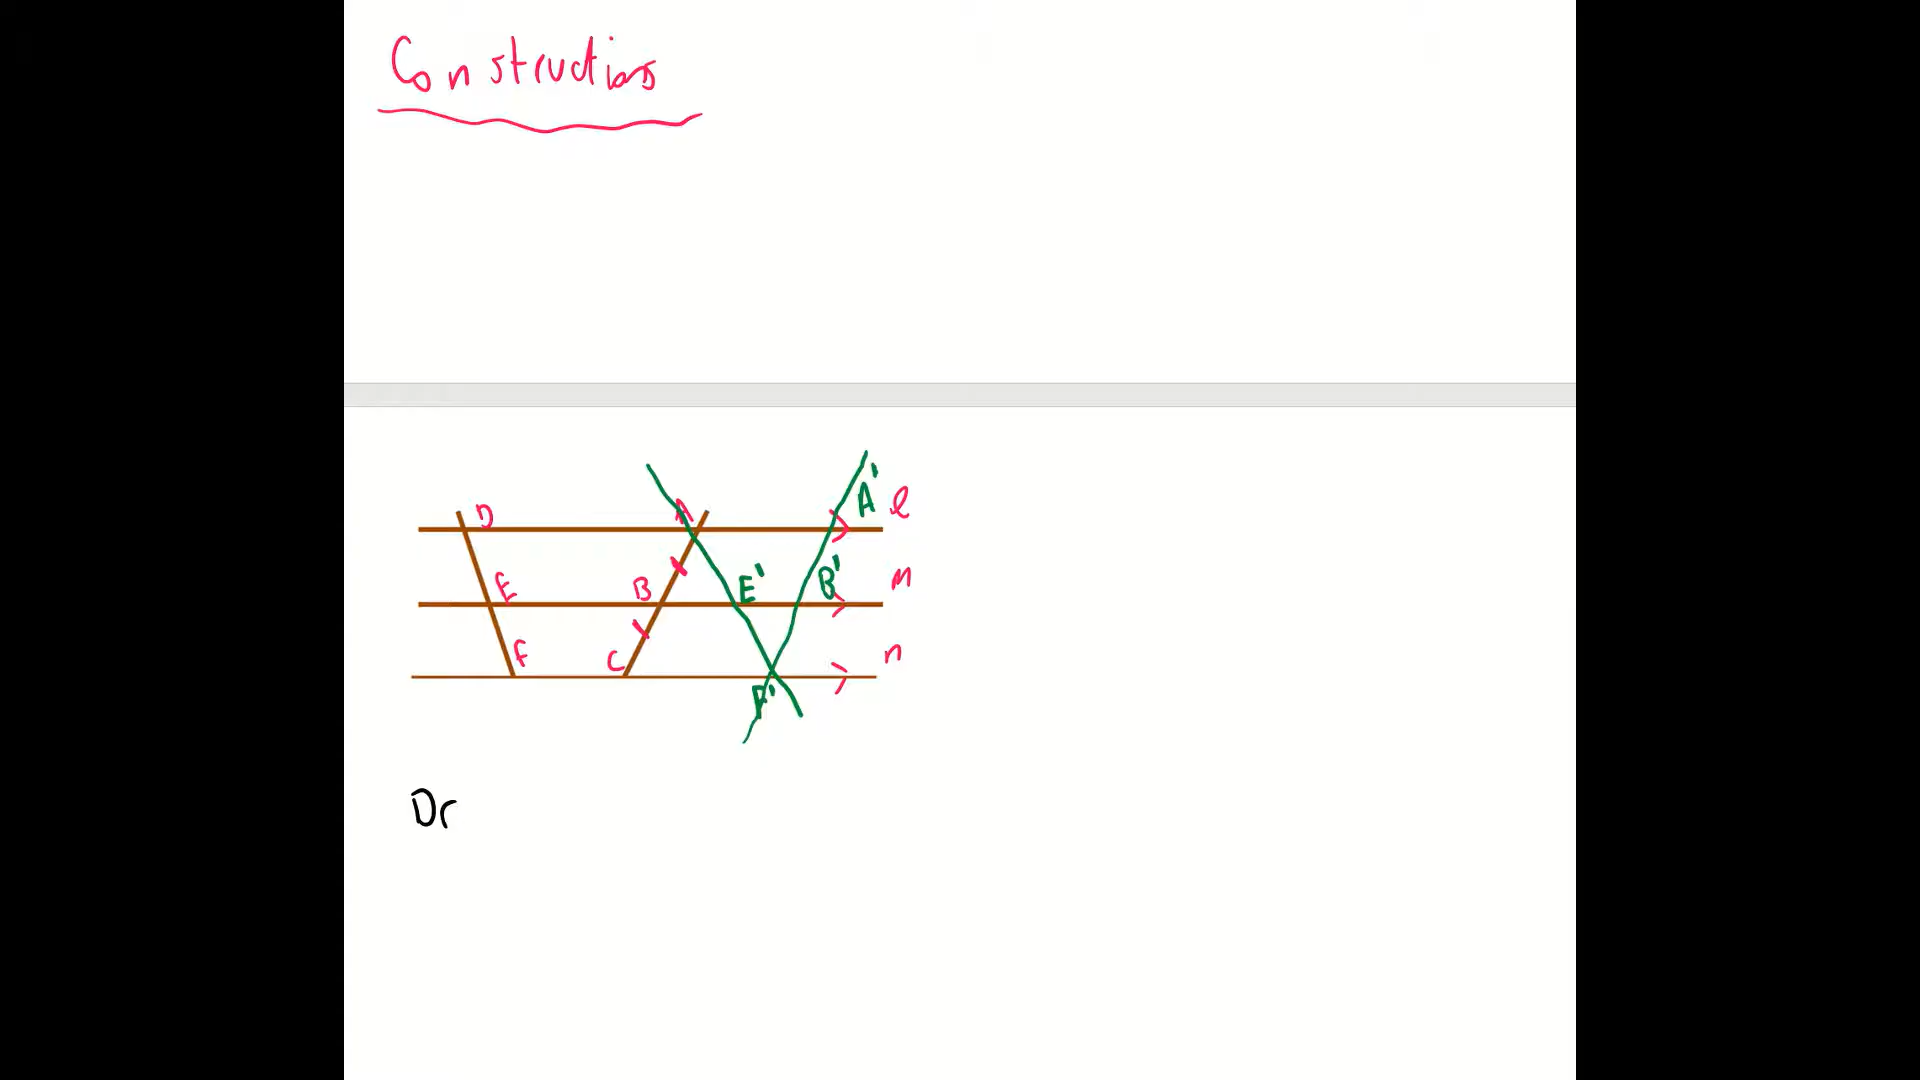 Constructions
D A A' l
E B E' B' m
F C n
F'
Dr